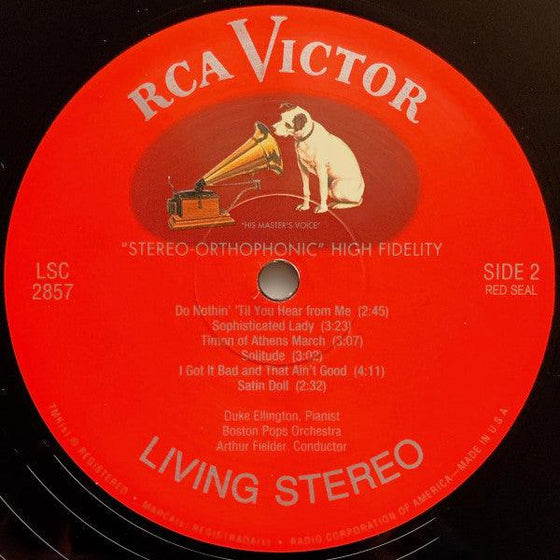 RCA VICTOR
"HIS MASTER'S VOICE"
"STEREO-ORTHOPHONIC" HIGH FIDELITY
LSC
2857
SIDE 2
RED SEAL
Do Nothin' 'Til You Hear from Me (2:45)
Sophisticated Lady (3:23)
Timon of Athens March (3:07)
Solitude (3:02)
I Got It Bad and That Ain't Good (4:11)
Satin Doll (2:32)
Duke Ellington, Pianist
Boston Pops Orchestra
Arthur Fielder, Conductor
LIVING STEREO
TMK(s) ® REGISTERED • MARCA(s) REGISTRADA(s) • RADIO CORPORATION OF AMERICA—MADE IN U.S.A